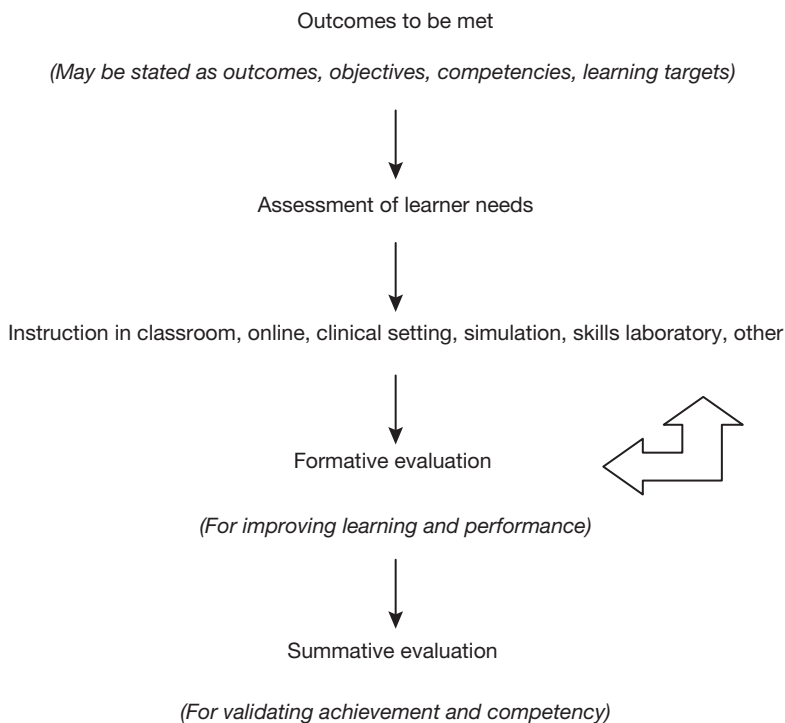 Outcomes to be met
(May be stated as outcomes, objectives, competencies, learning targets)
Assessment of learner needs
Instruction in classroom, online, clinical setting, simulation, skills laboratory, other
Formative evaluation
(For improving learning and performance)
Summative evaluation
(For validating achievement and competency)